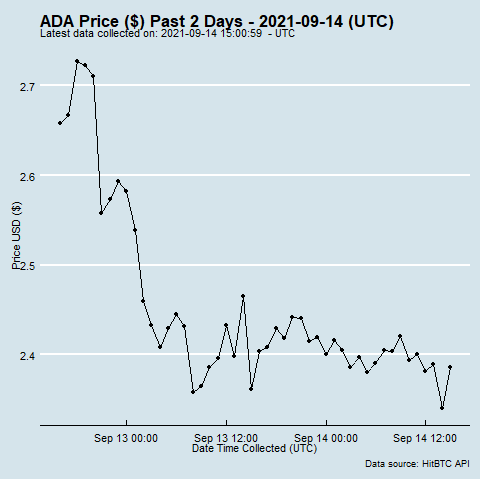 ADA Price ($) Past 2 Days - 2021-09-14 (UTC)
Latest data collected on: 2021-09-14 15:00:59 - UTC
2.7
2.6
2.5
2.4
Price USD ($)
Sep 13 00:00 Sep 13 12:00 Sep 14 00:00 Sep 14 12:00
Date Time Collected (UTC)
Data source: HitBTC API